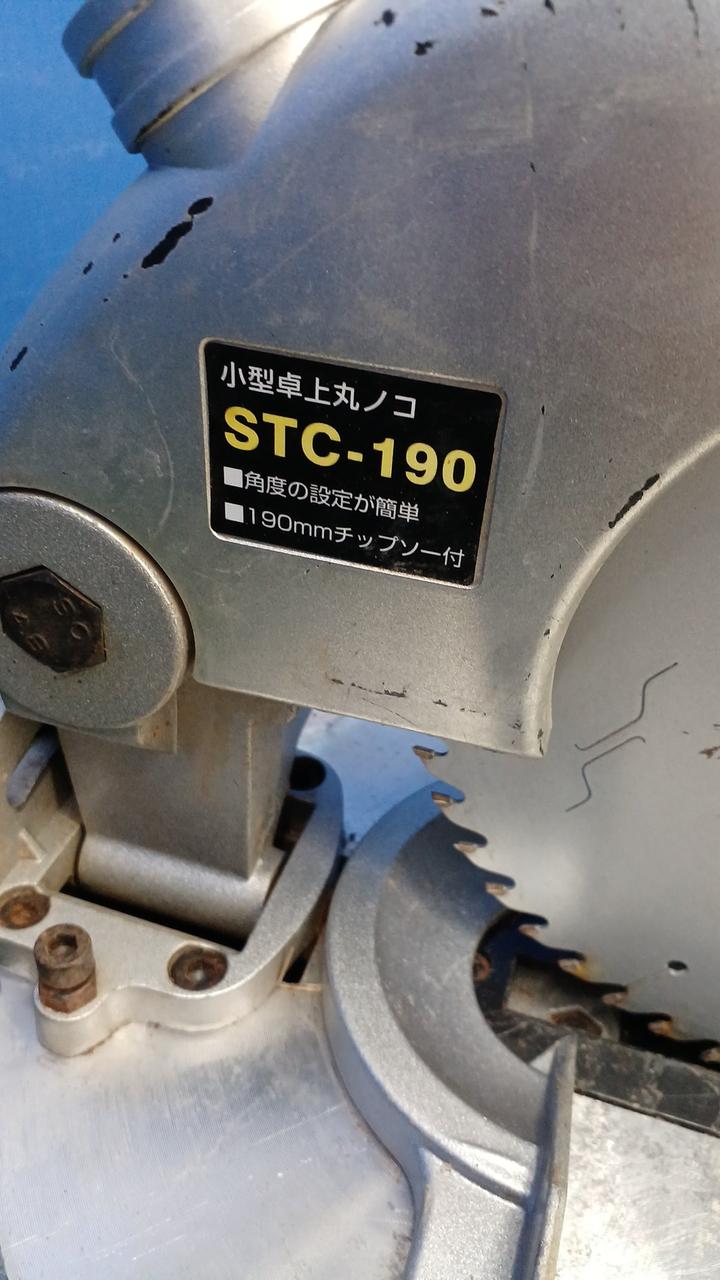 小型卓上丸ノコ
STC-190
■角度の設定が簡単
■190mmチップソー付